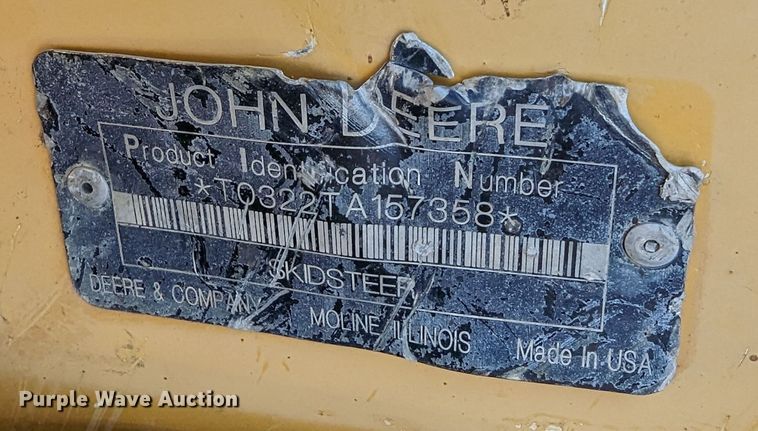 JOHN DEERE
Product Identification Number
*T0322TA157358*
SKIDSTEER
DEERE & COMPANY MOLINE ILLINOIS Made In USA
Purple Wave Auction